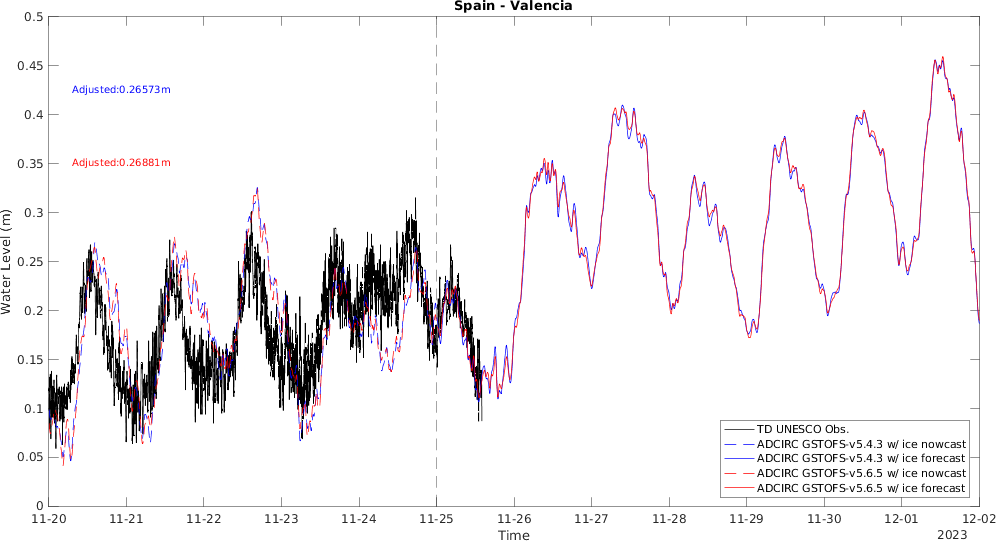 Spain - Valencia
0.5
0.45
0.4
0.35
0.3
0.25
0.2
0.15
0.1
0.05
0
Water Level (m)
Adjusted:0.26573m
Adjusted:0.26881m
TD UNESCO Obs.
ADCIRC GSTOFS-v5.4.3 w/ ice nowcast
ADCIRC GSTOFS-v5.4.3 w/ ice forecast
ADCIRC GSTOFS-v5.6.5 w/ ice nowcast
ADCIRC GSTOFS-v5.6.5 w/ ice forecast
11-20 11-21 11-22 11-23 11-24 11-25 11-26 11-27 11-28 11-29 11-30 12-01 12-02
Time
2023